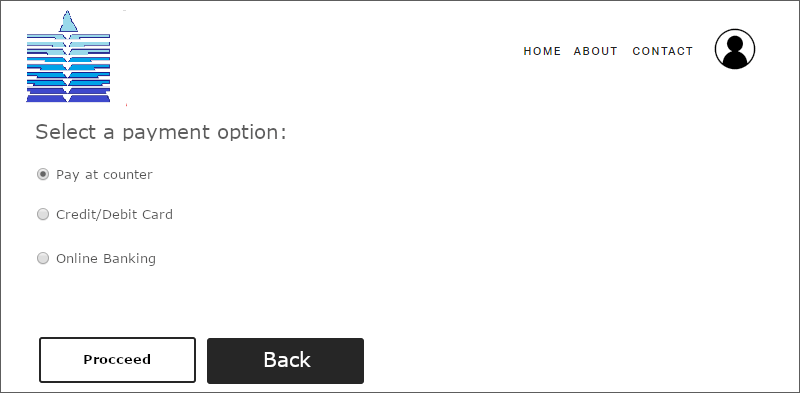 HOME ABOUT CONTACT
Select a payment option:
Pay at counter
Credit/Debit Card
Online Banking
Procceed Back